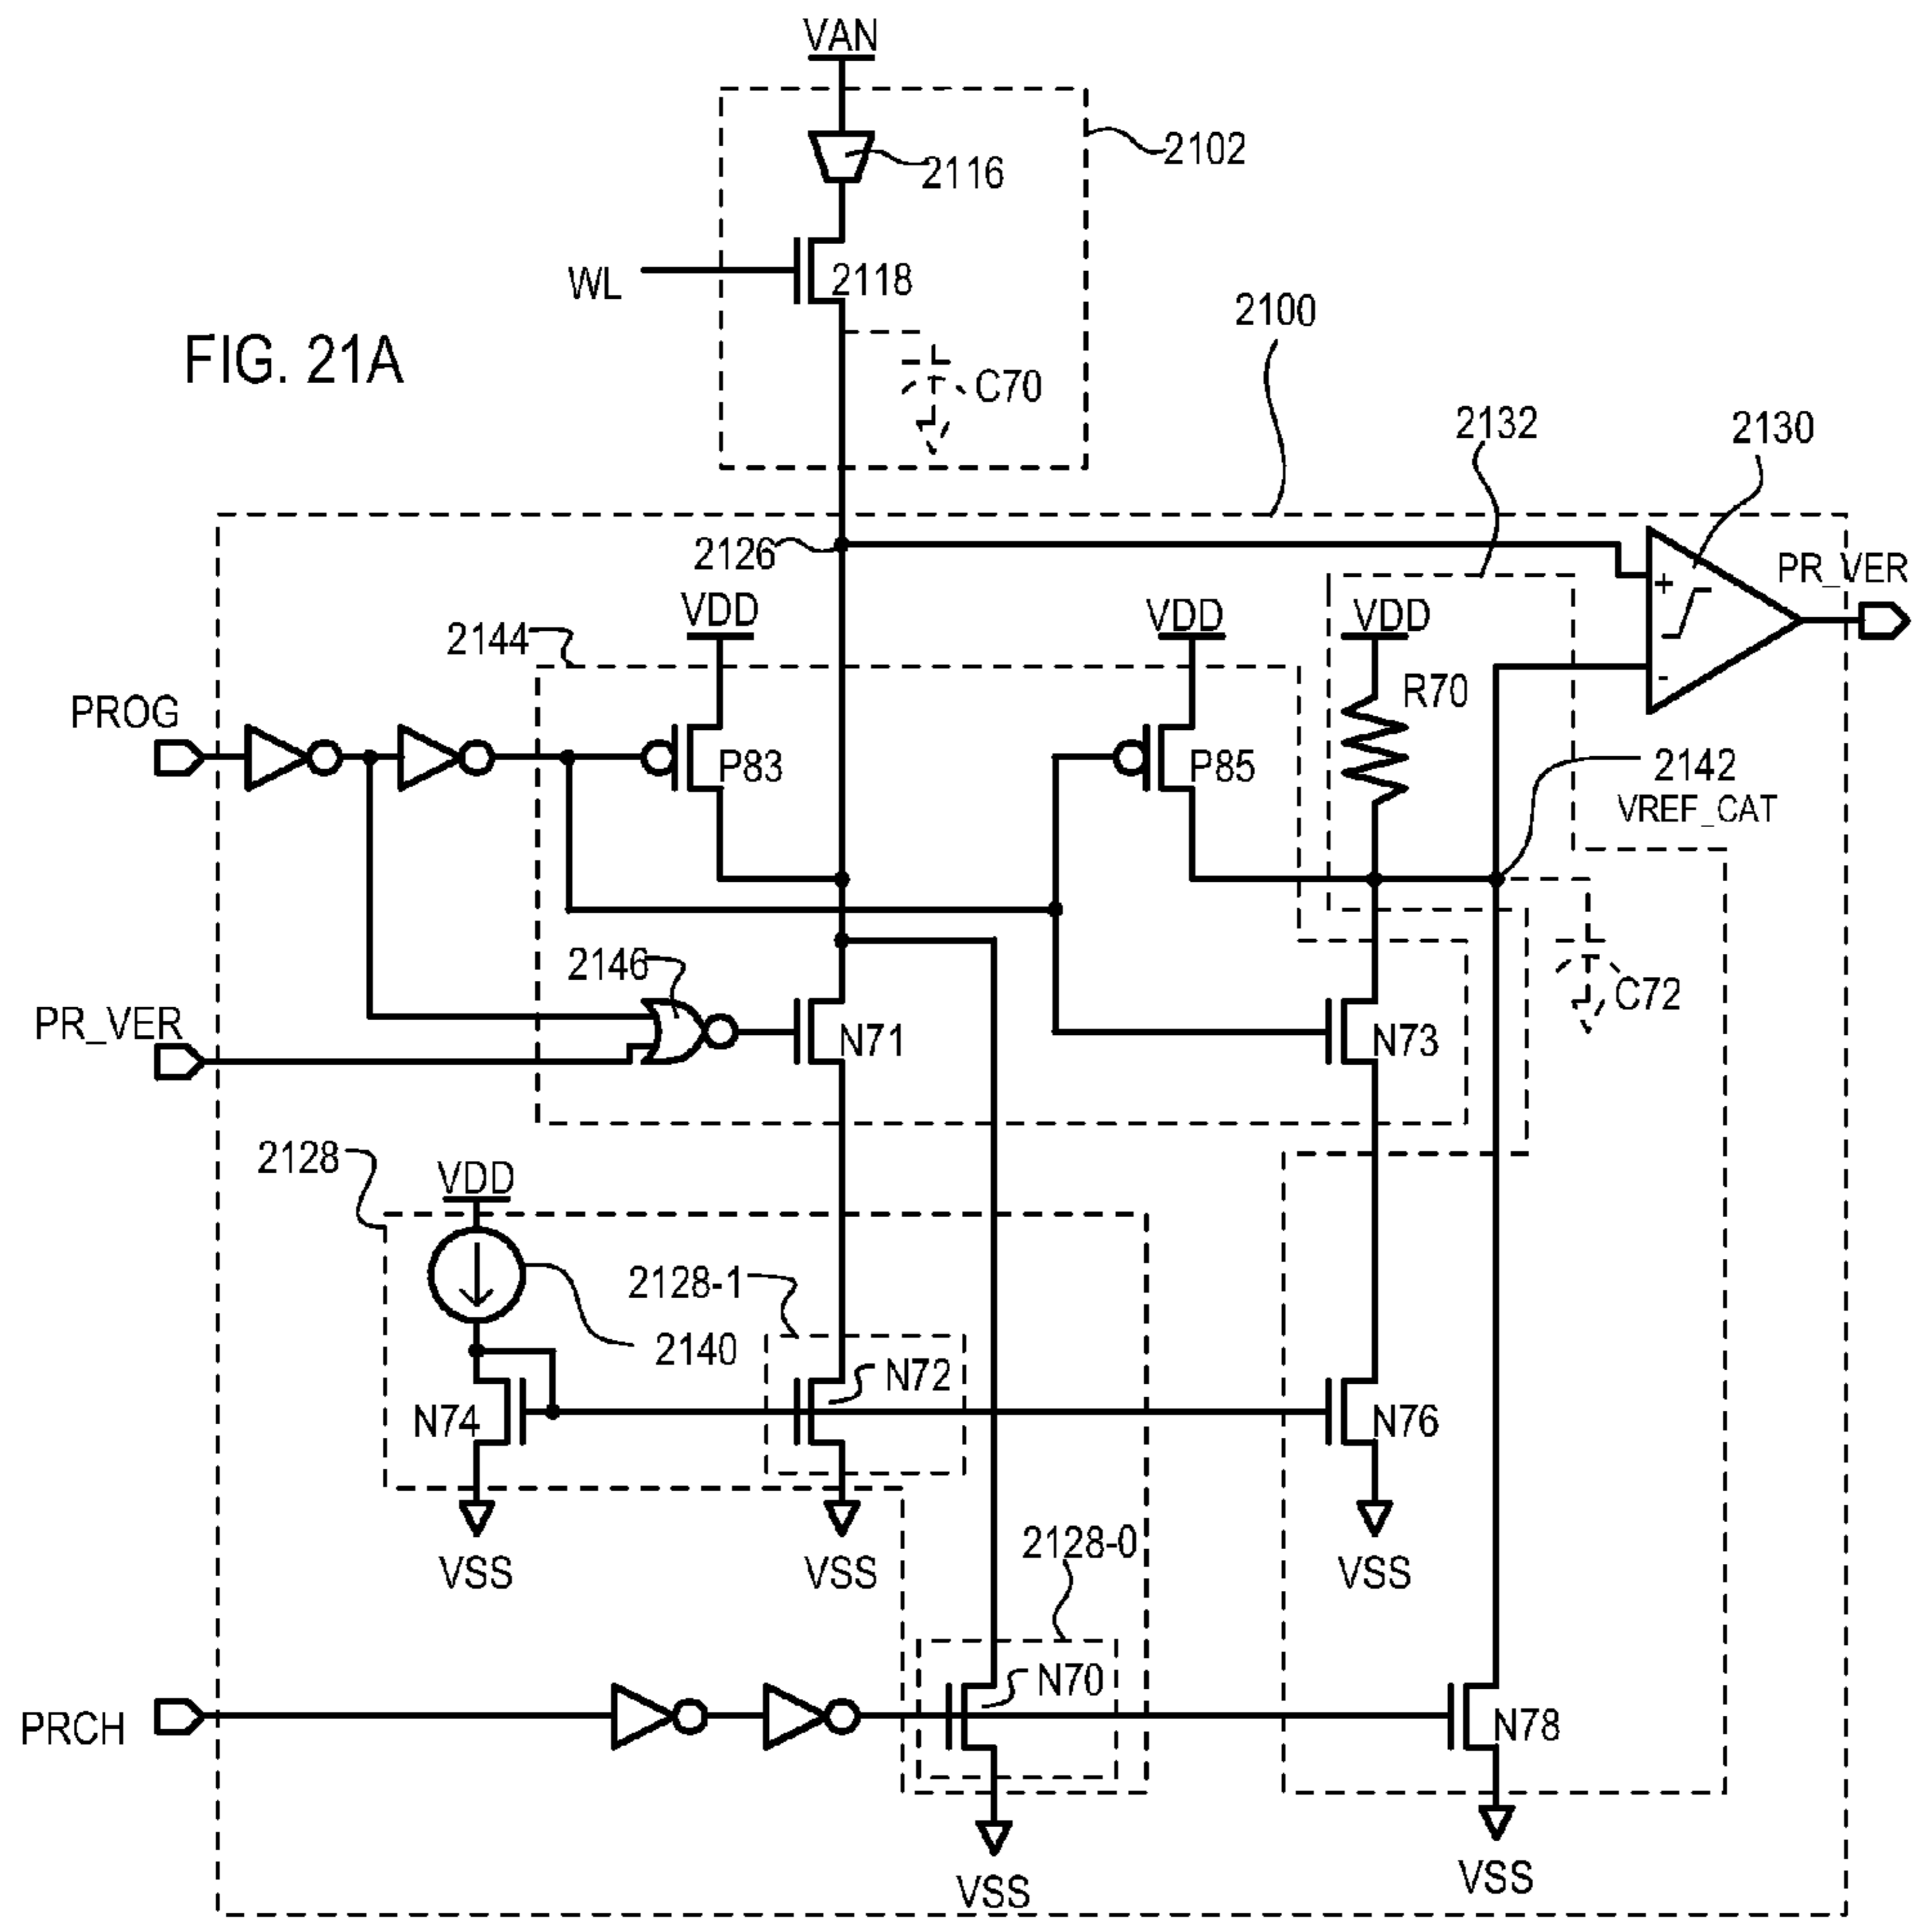 VAN
2102
2116
WL
2118
2100
FIG. 21A
C70
2132
2130
2126
PR_VER
+
VDD
VDD
VDD
2144
-
PROG
R70
P83
P85
2142
VREF_CAT
2146
PR_VER
N71
N73
C72
2128
VDD
2128-1
2140
N72
N74
N76
2128-0
VSS
VSS
VSS
N70
PRCH
N78
VSS
VSS